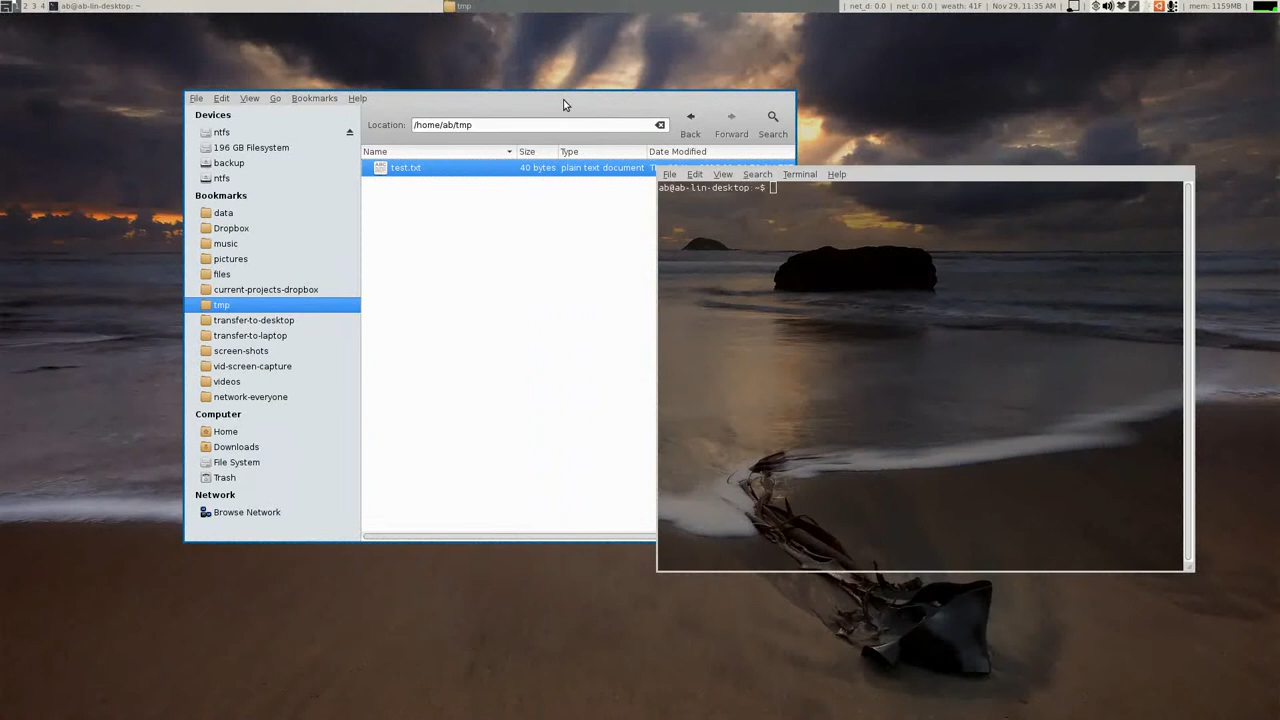 1 2 3 4 ab@ab-lin-desktop: ~ tmp | net_d: 0.0 | net_u: 0.0 | weath: 41F | Nov 29, 11:35 AM | mem: 1159MB |
File Edit View Go Bookmarks Help
Devices
ntfs
196 GB Filesystem
backup
ntfs
Bookmarks
data
Dropbox
music
pictures
files
current-projects-dropbox
tmp
transfer-to-desktop
transfer-to-laptop
screen-shots
vid-screen-capture
videos
network-everyone
Computer
Home
Downloads
File System
Trash
Network
Browse Network
Location: /home/ab/tmp Back Forward Search
Name Size Type Date Modified
test.txt 40 bytes plain text document
File Edit View Search Terminal Help
ab@ab-lin-desktop:~$